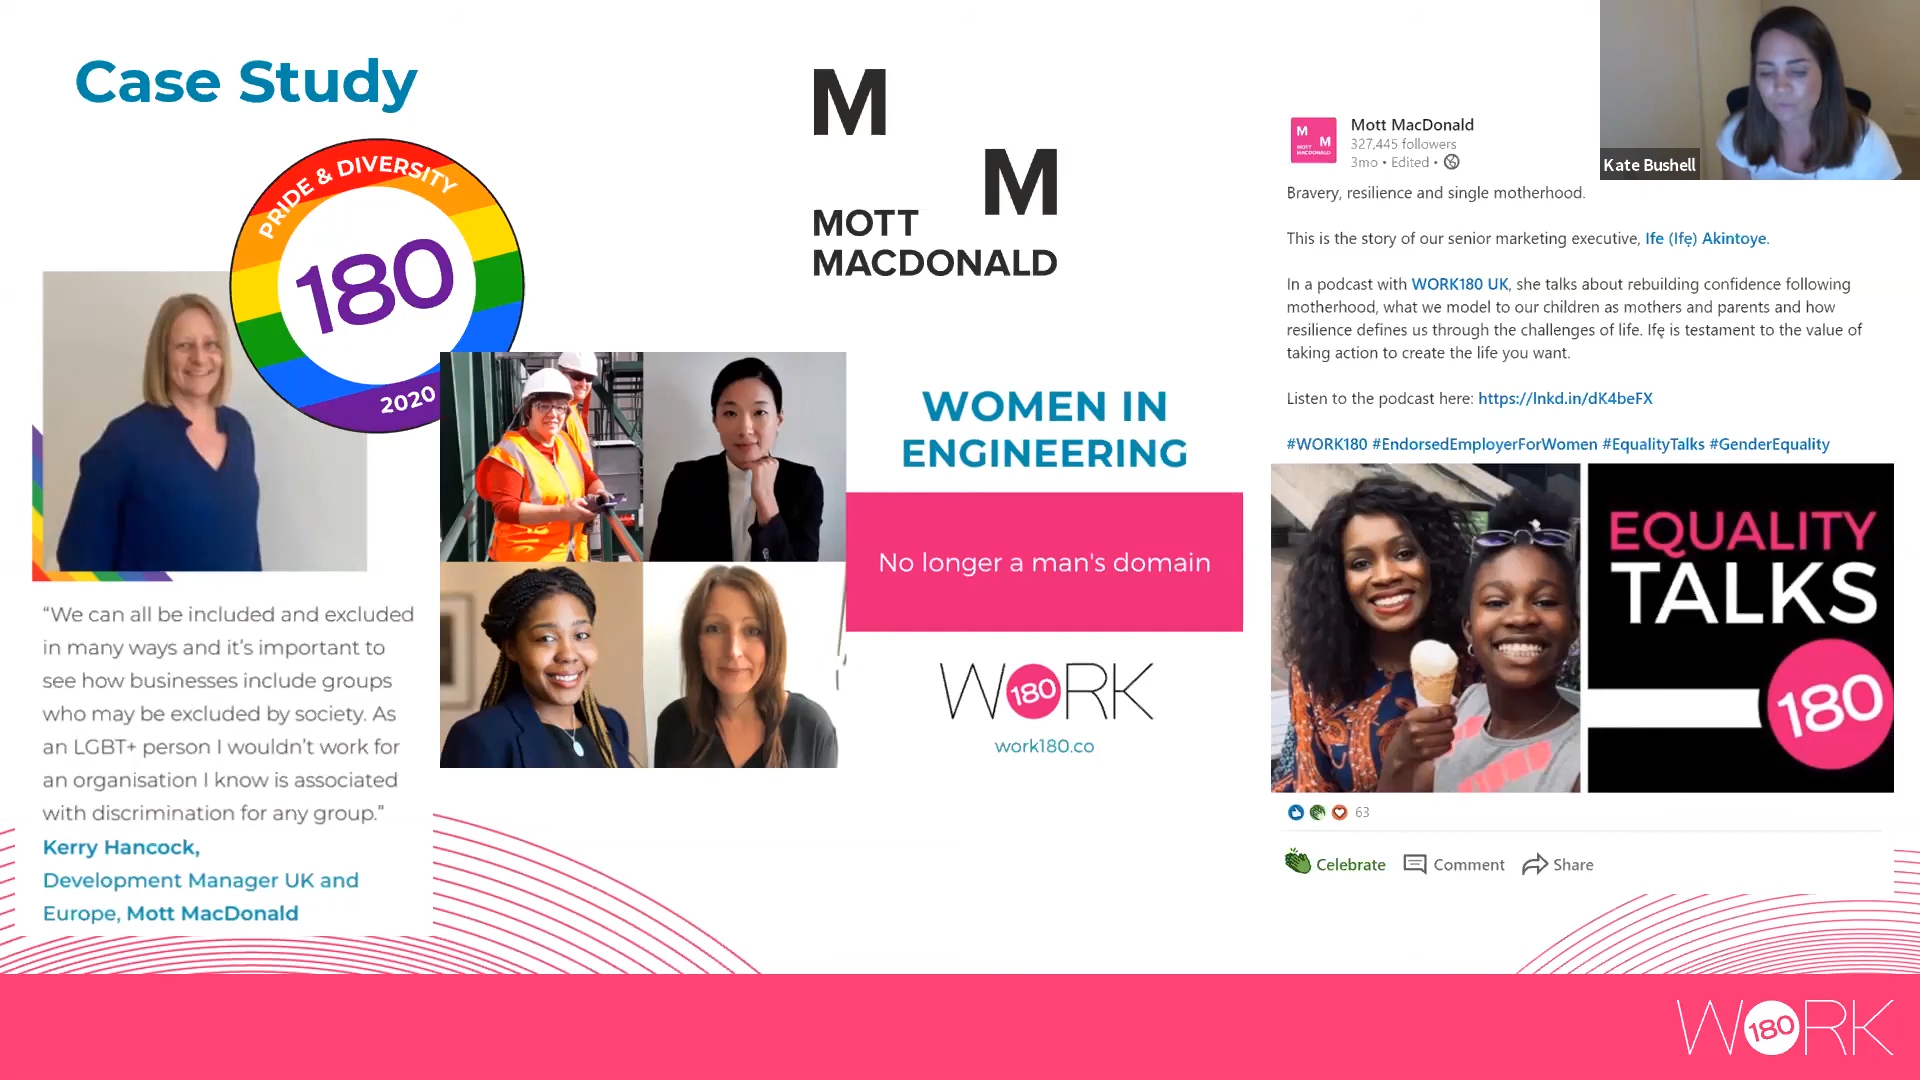 Case Study
PRIDE & DIVERSITY
180
2020
“We can all be included and excluded
in many ways and it’s important to
see how businesses include groups
who may be excluded by society. As
an LGBT+ person I wouldn’t work for
an organisation I know is associated
with discrimination for any group.”
Kerry Hancock,
Development Manager UK and
Europe, Mott MacDonald
M
M
MOTT
MACDONALD
WOMEN IN
ENGINEERING
No longer a man's domain
W180RK
work180.co
M
M
MOTT
MACDONALD
Mott MacDonald
327,445 followers
3mo • Edited •
Bravery, resilience and single motherhood.
This is the story of our senior marketing executive, Ife (Ifẹ) Akintoye.
In a podcast with WORK180 UK, she talks about rebuilding confidence following
motherhood, what we model to our children as mothers and parents and how
resilience defines us through the challenges of life. Ifẹ is testament to the value of
taking action to create the life you want.
Listen to the podcast here: https://lnkd.in/dK4beFX
#WORK180 #EndorsedEmployerForWomen #EqualityTalks #GenderEquality
EQUALITY
TALKS
180
63
Celebrate Comment Share
Kate Bushell
W180RK